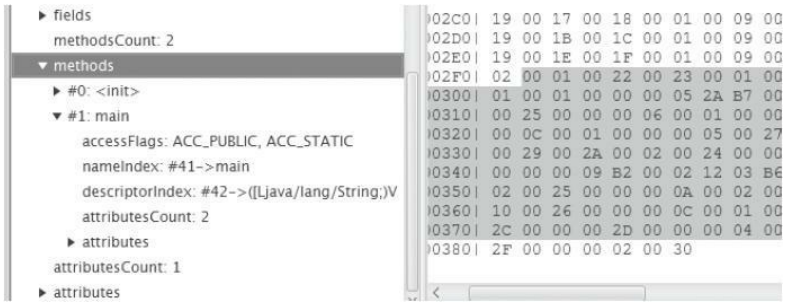 ▶ fields
methodsCount: 2
▼ methods
▶ #0: <init>
▼ #1: main
accessFlags: ACC_PUBLIC, ACC_STATIC
nameIndex: #41->main
descriptorIndex: #42->([Ljava/lang/String;)V
attributesCount: 2
▶ attributes
attributesCount: 1
▶ attributes
02C0| 19 00 17 00 18 00 01 00 09 00
02D0| 19 00 1B 00 1C 00 01 00 09 00
02E0| 19 00 1E 00 1F 00 01 00 09 00
02F0| 02 00 01 00 22 00 23 00 01 00
0300| 01 00 01 00 00 00 05 2A B7 00
0310| 00 25 00 00 00 06 00 01 00 00
0320| 00 0C 00 01 00 00 00 05 00 27
0330| 00 29 00 2A 00 02 00 24 00 00
0340| 00 00 00 09 B2 00 02 12 03 B6
0350| 02 00 25 00 00 00 0A 00 02 00
0360| 10 00 26 00 00 00 0C 00 01 00
0370| 2C 00 00 00 2D 00 00 00 04 00
0380| 2F 00 00 00 02 00 30